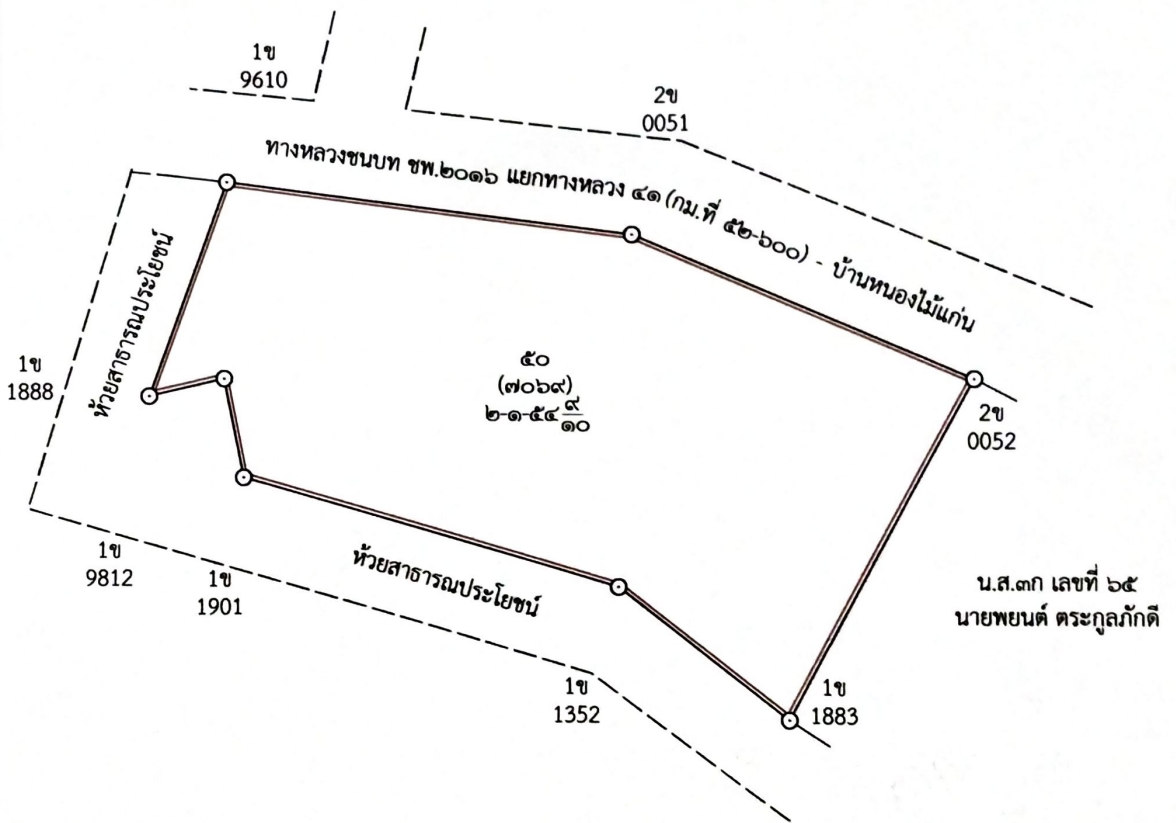 1ข
9610
2ข
0051
ทางหลวงชนบท ชพ.๒๐๑๖ แยกทางหลวง ๔๑ (กม.ที่ ๕๒-๖๐๐) - บ้านหนองไม้แก่น
ห้วยสาธารณประโยชน์
1ข
1888
๕๐
(๗๐๖๙)
๒-๑-๕๔ ๙/๑๐
2ข
0052
1ข
9812
1ข
1901
ห้วยสาธารณประโยชน์
น.ส.๓ก เลขที่ ๖๕
นายพยนต์ ตระกูลภักดี
1ข
1352
1ข
1883